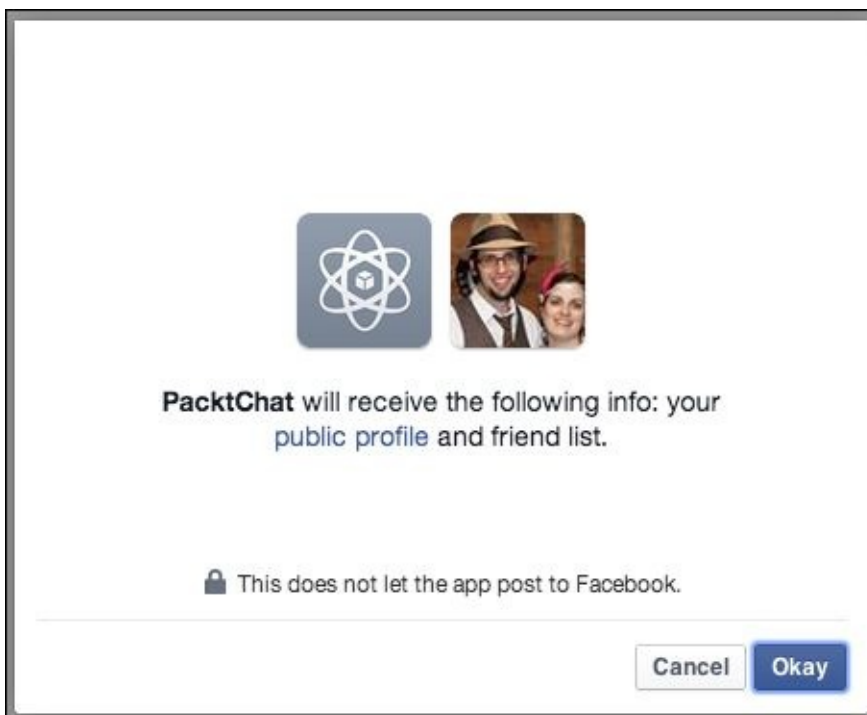 PacktChat will receive the following info: your
public profile and friend list.
This does not let the app post to Facebook.
Cancel Okay